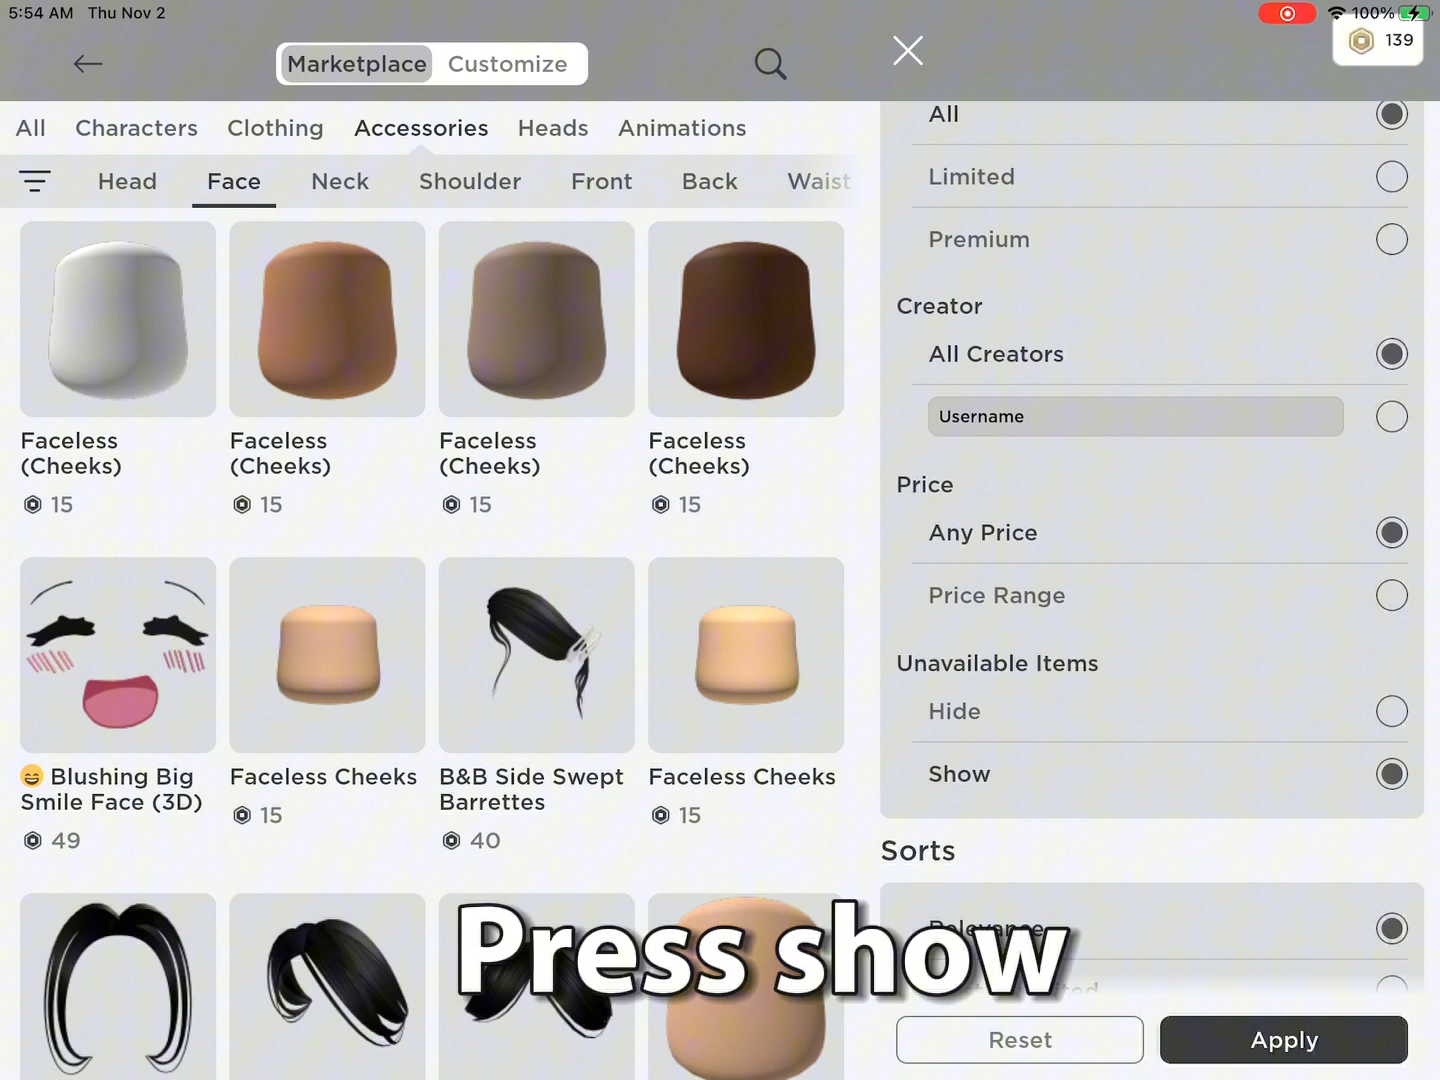 5:54 AM Thu Nov 2
100%
139
Marketplace
Customize
All
Characters
Clothing
Accessories
Heads
Animations
Head
Face
Neck
Shoulder
Front
Back
Waist
Faceless
(Cheeks)
15
Faceless
(Cheeks)
15
Faceless
(Cheeks)
15
Faceless
(Cheeks)
15
Blushing Big
Smile Face (3D)
49
Faceless Cheeks
15
B&B Side Swept
Barrettes
40
Faceless Cheeks
15
All
Limited
Premium
Creator
All Creators
Username
Price
Any Price
Price Range
Unavailable Items
Hide
Show
Sorts
Relevance
Press show
Reset
Apply